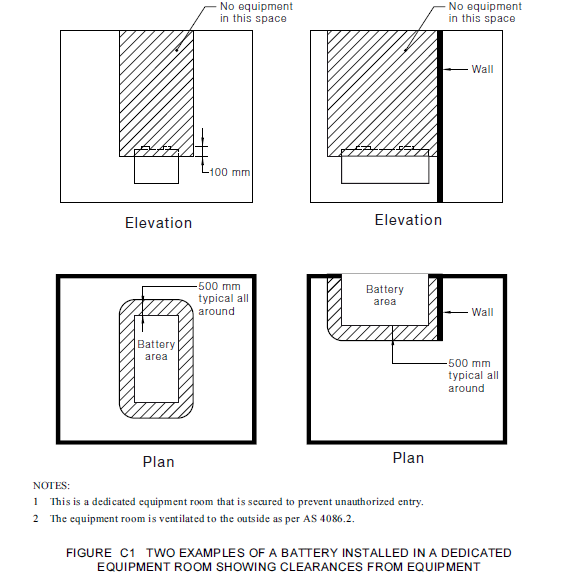 No equipment
in this space
No equipment
in this space
Wall
100 mm
Elevation
Elevation
500 mm
typical all
around
Battery
area
Plan
Battery
area
Wall
500 mm
typical all
around
Plan
NOTES:
1 This is a dedicated equipment room that is secured to prevent unauthorized entry.
2 The equipment room is ventilated to the outside as per AS 4086.2.
FIGURE C1 TWO EXAMPLES OF A BATTERY INSTALLED IN A DEDICATED
EQUIPMENT ROOM SHOWING CLEARANCES FROM EQUIPMENT